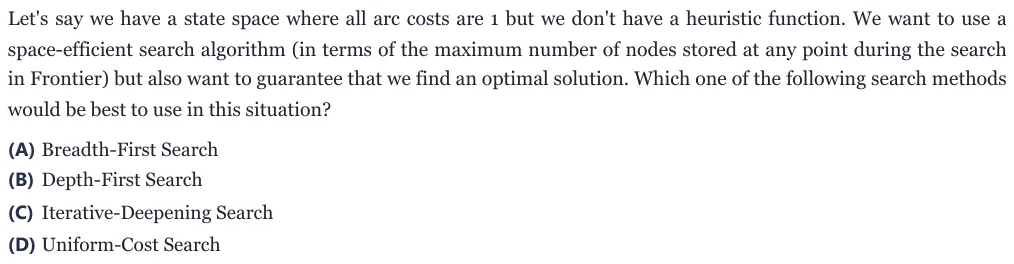 Let's say we have a state space where all arc costs are 1 but we don't have a heuristic function. We want to use a
space-efficient search algorithm (in terms of the maximum number of nodes stored at any point during the search
in Frontier) but also want to guarantee that we find an optimal solution. Which one of the following search methods
would be best to use in this situation?
(A) Breadth-First Search
(B) Depth-First Search
(C) Iterative-Deepening Search
(D) Uniform-Cost Search